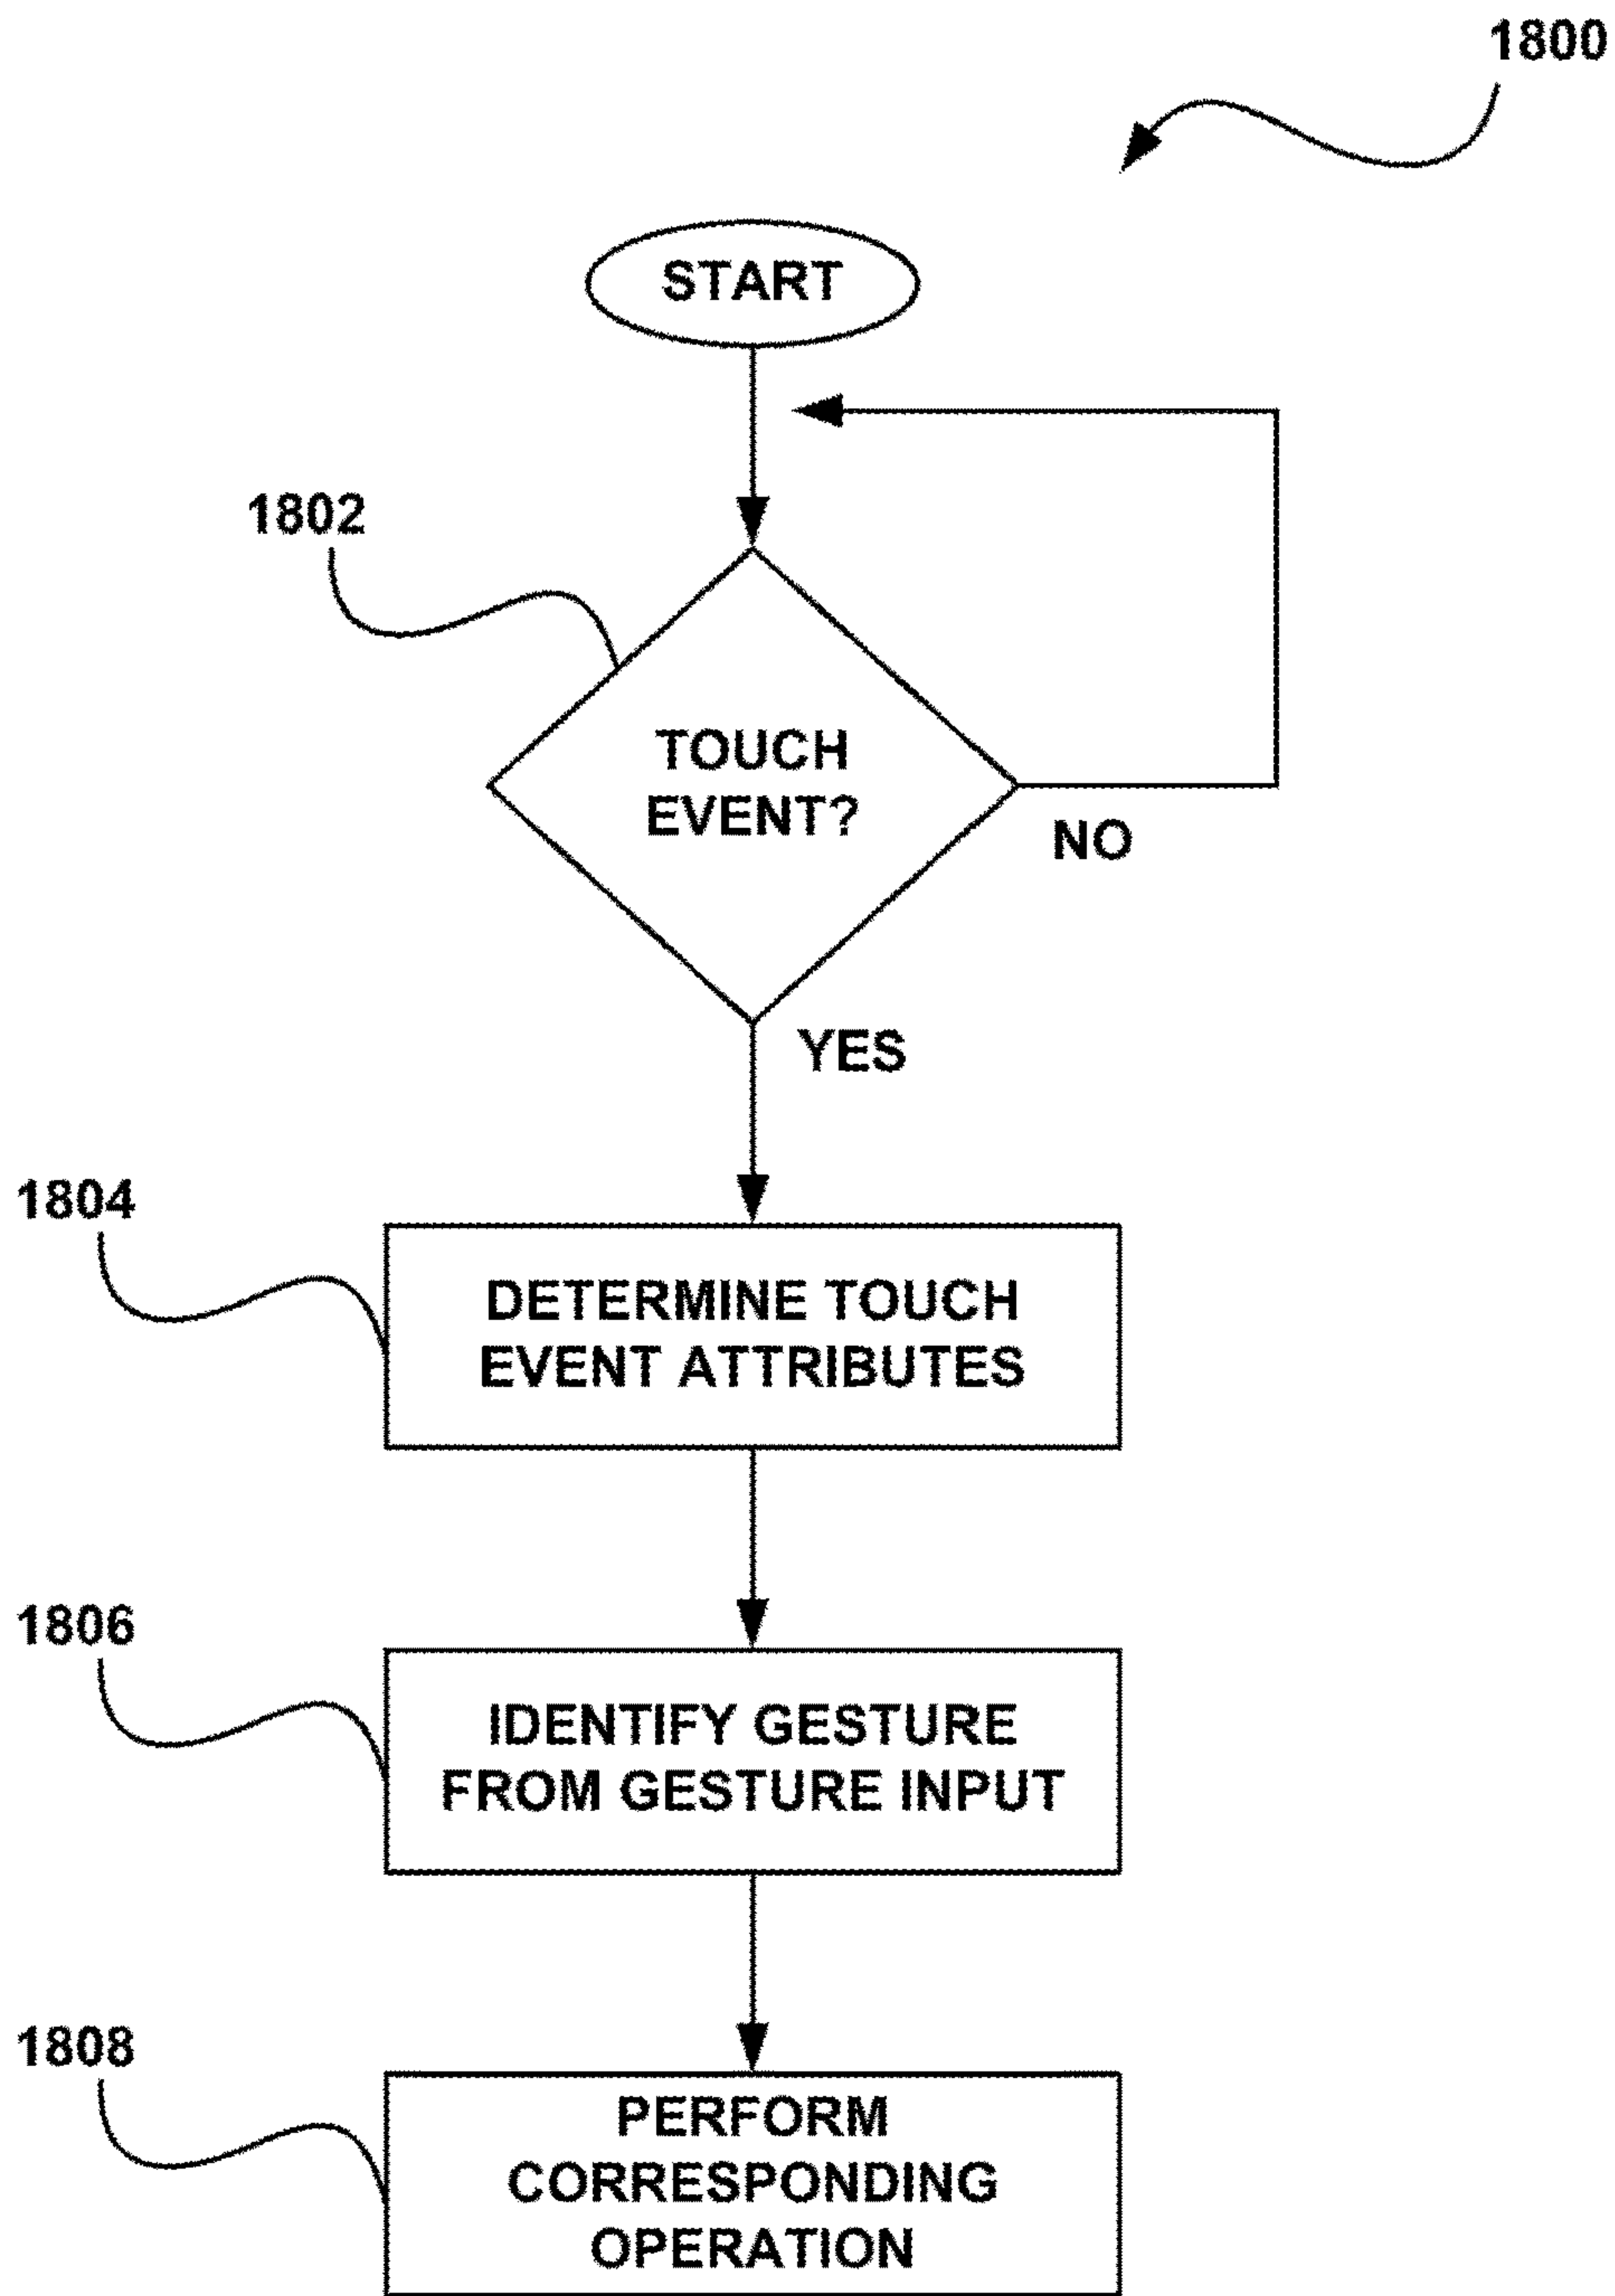 1800
START
1802
TOUCH
EVENT?
NO
YES
1804
DETERMINE TOUCH
EVENT ATTRIBUTES
1806
IDENTIFY GESTURE
FROM GESTURE INPUT
1808
PERFORM
CORRESPONDING
OPERATION